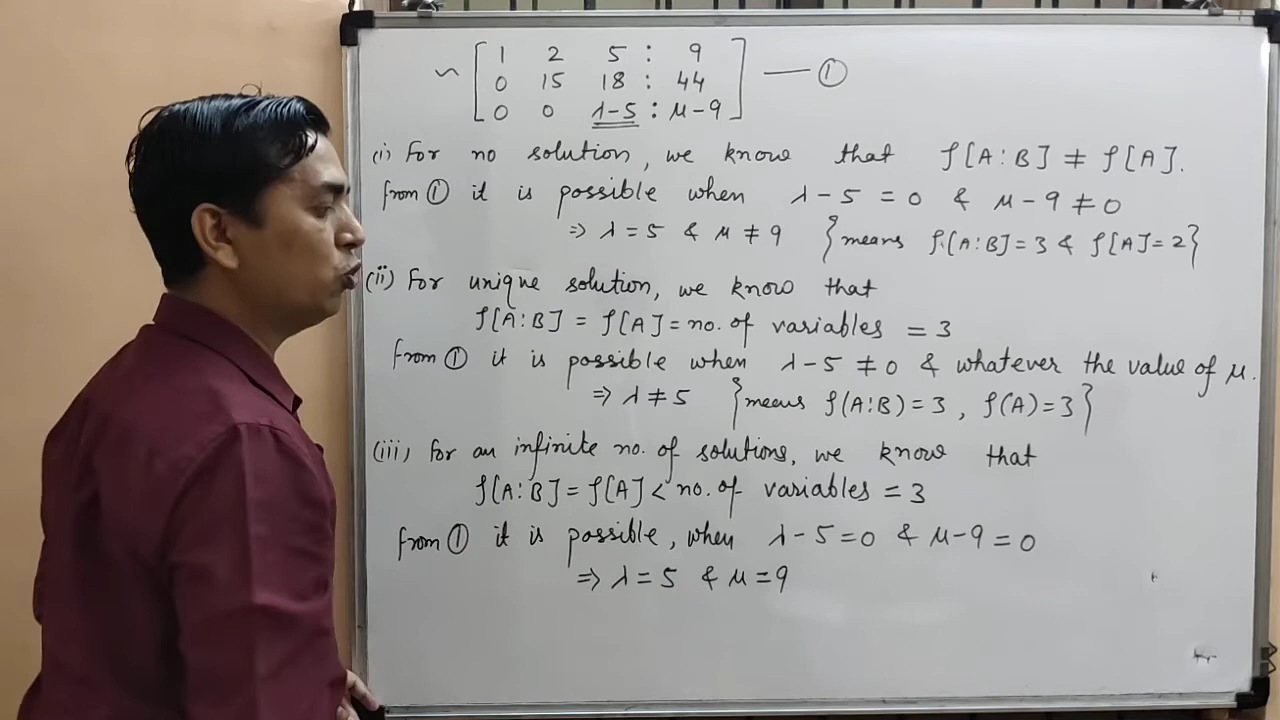 ~ [ 1 2 5 : 9 ]
[ 0 15 18 : 44 ] — ①
[ 0 0 λ-5 : μ-9 ]
(i) For no solution, we know that ρ[A:B] ≠ ρ[A].
from ① it is possible when λ-5 = 0 & μ-9 ≠ 0
⇒ λ = 5 & μ ≠ 9 {means ρ[A:B] = 3 & ρ[A] = 2}
(ii) For unique solution, we know that
ρ[A:B] = ρ[A] = no. of variables = 3
from ① it is possible when λ-5 ≠ 0 & whatever the value of μ.
⇒ λ ≠ 5 {means ρ(A:B) = 3, ρ(A) = 3}
(iii) for an infinite no. of solutions, we know that
ρ[A:B] = ρ[A] < no. of variables = 3
from ① it is possible, when λ-5 = 0 & μ-9 = 0
⇒ λ = 5 & μ = 9